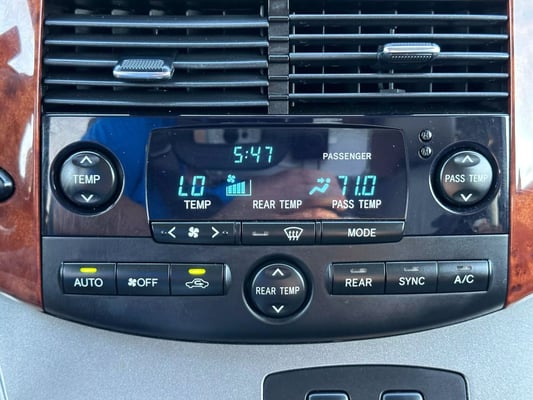 5:47 PASSENGER
LO 71.0
TEMP REAR TEMP PASS TEMP
TEMP
PASS TEMP
MODE
AUTO OFF
REAR TEMP
REAR SYNC A/C